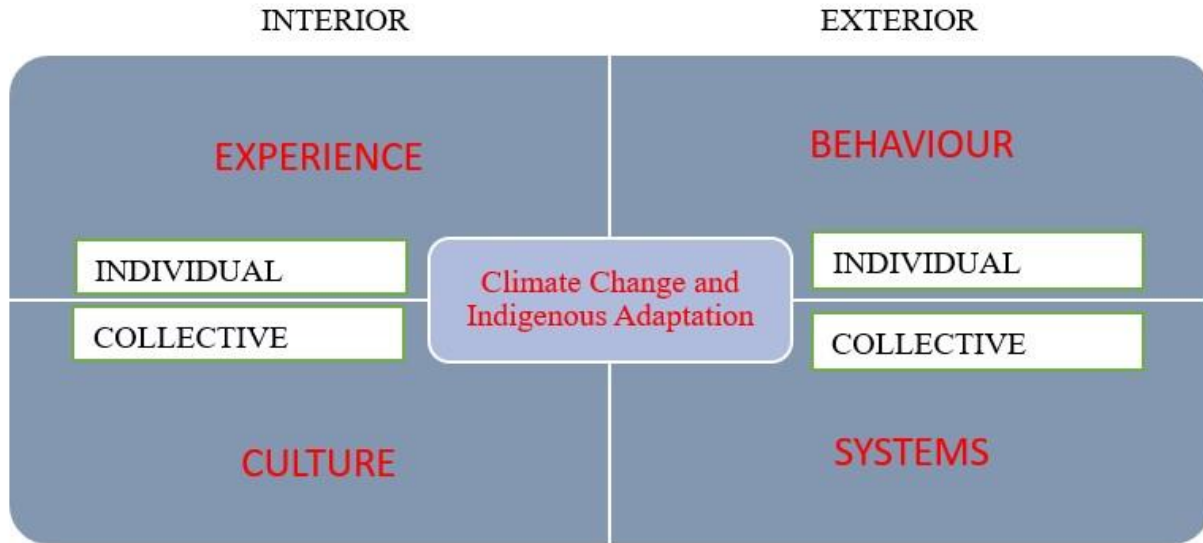 INTERIOR
EXTERIOR
EXPERIENCE
BEHAVIOUR
INDIVIDUAL
INDIVIDUAL
Climate Change and
Indigenous Adaptation
COLLECTIVE
COLLECTIVE
CULTURE
SYSTEMS